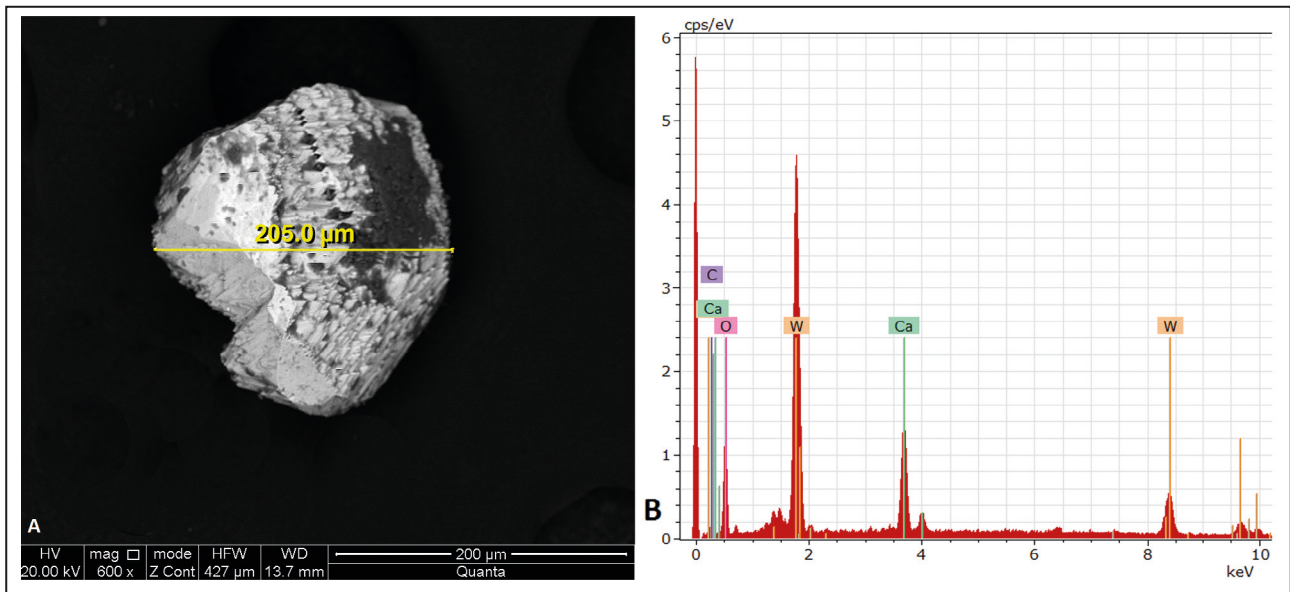 205.0 µm
A
HV mag □ mode HFW WD 200 µm
20.00 kV 600 x Z Cont 427 µm 13.7 mm Quanta
cps/eV
6
5
4
3
2
1
0
C
Ca
O W Ca W
B
0 2 4 6 8 10
keV